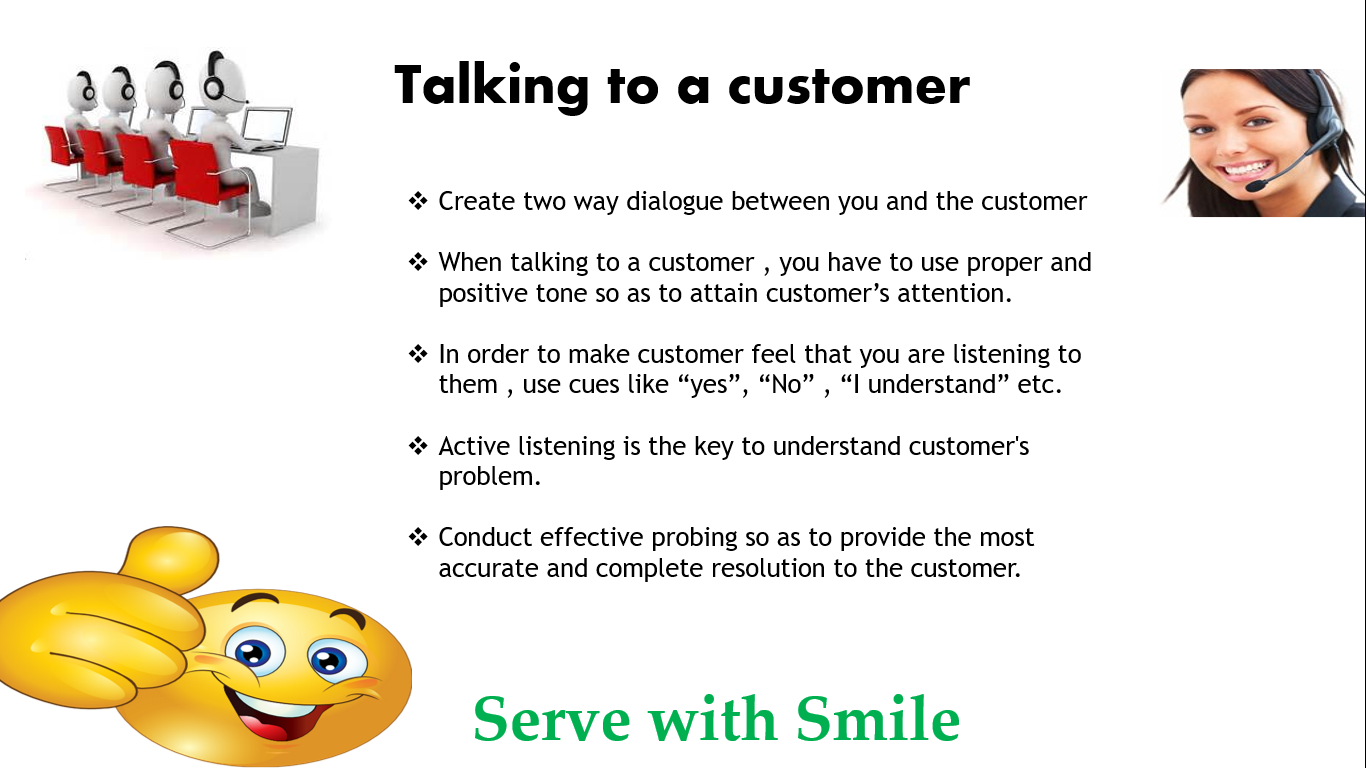 Talking to a customer
❖ Create two way dialogue between you and the customer
❖ When talking to a customer , you have to use proper and
positive tone so as to attain customer’s attention.
❖ In order to make customer feel that you are listening to
them , use cues like “yes”, “No” , “I understand” etc.
❖ Active listening is the key to understand customer's
problem.
❖ Conduct effective probing so as to provide the most
accurate and complete resolution to the customer.
Serve with Smile